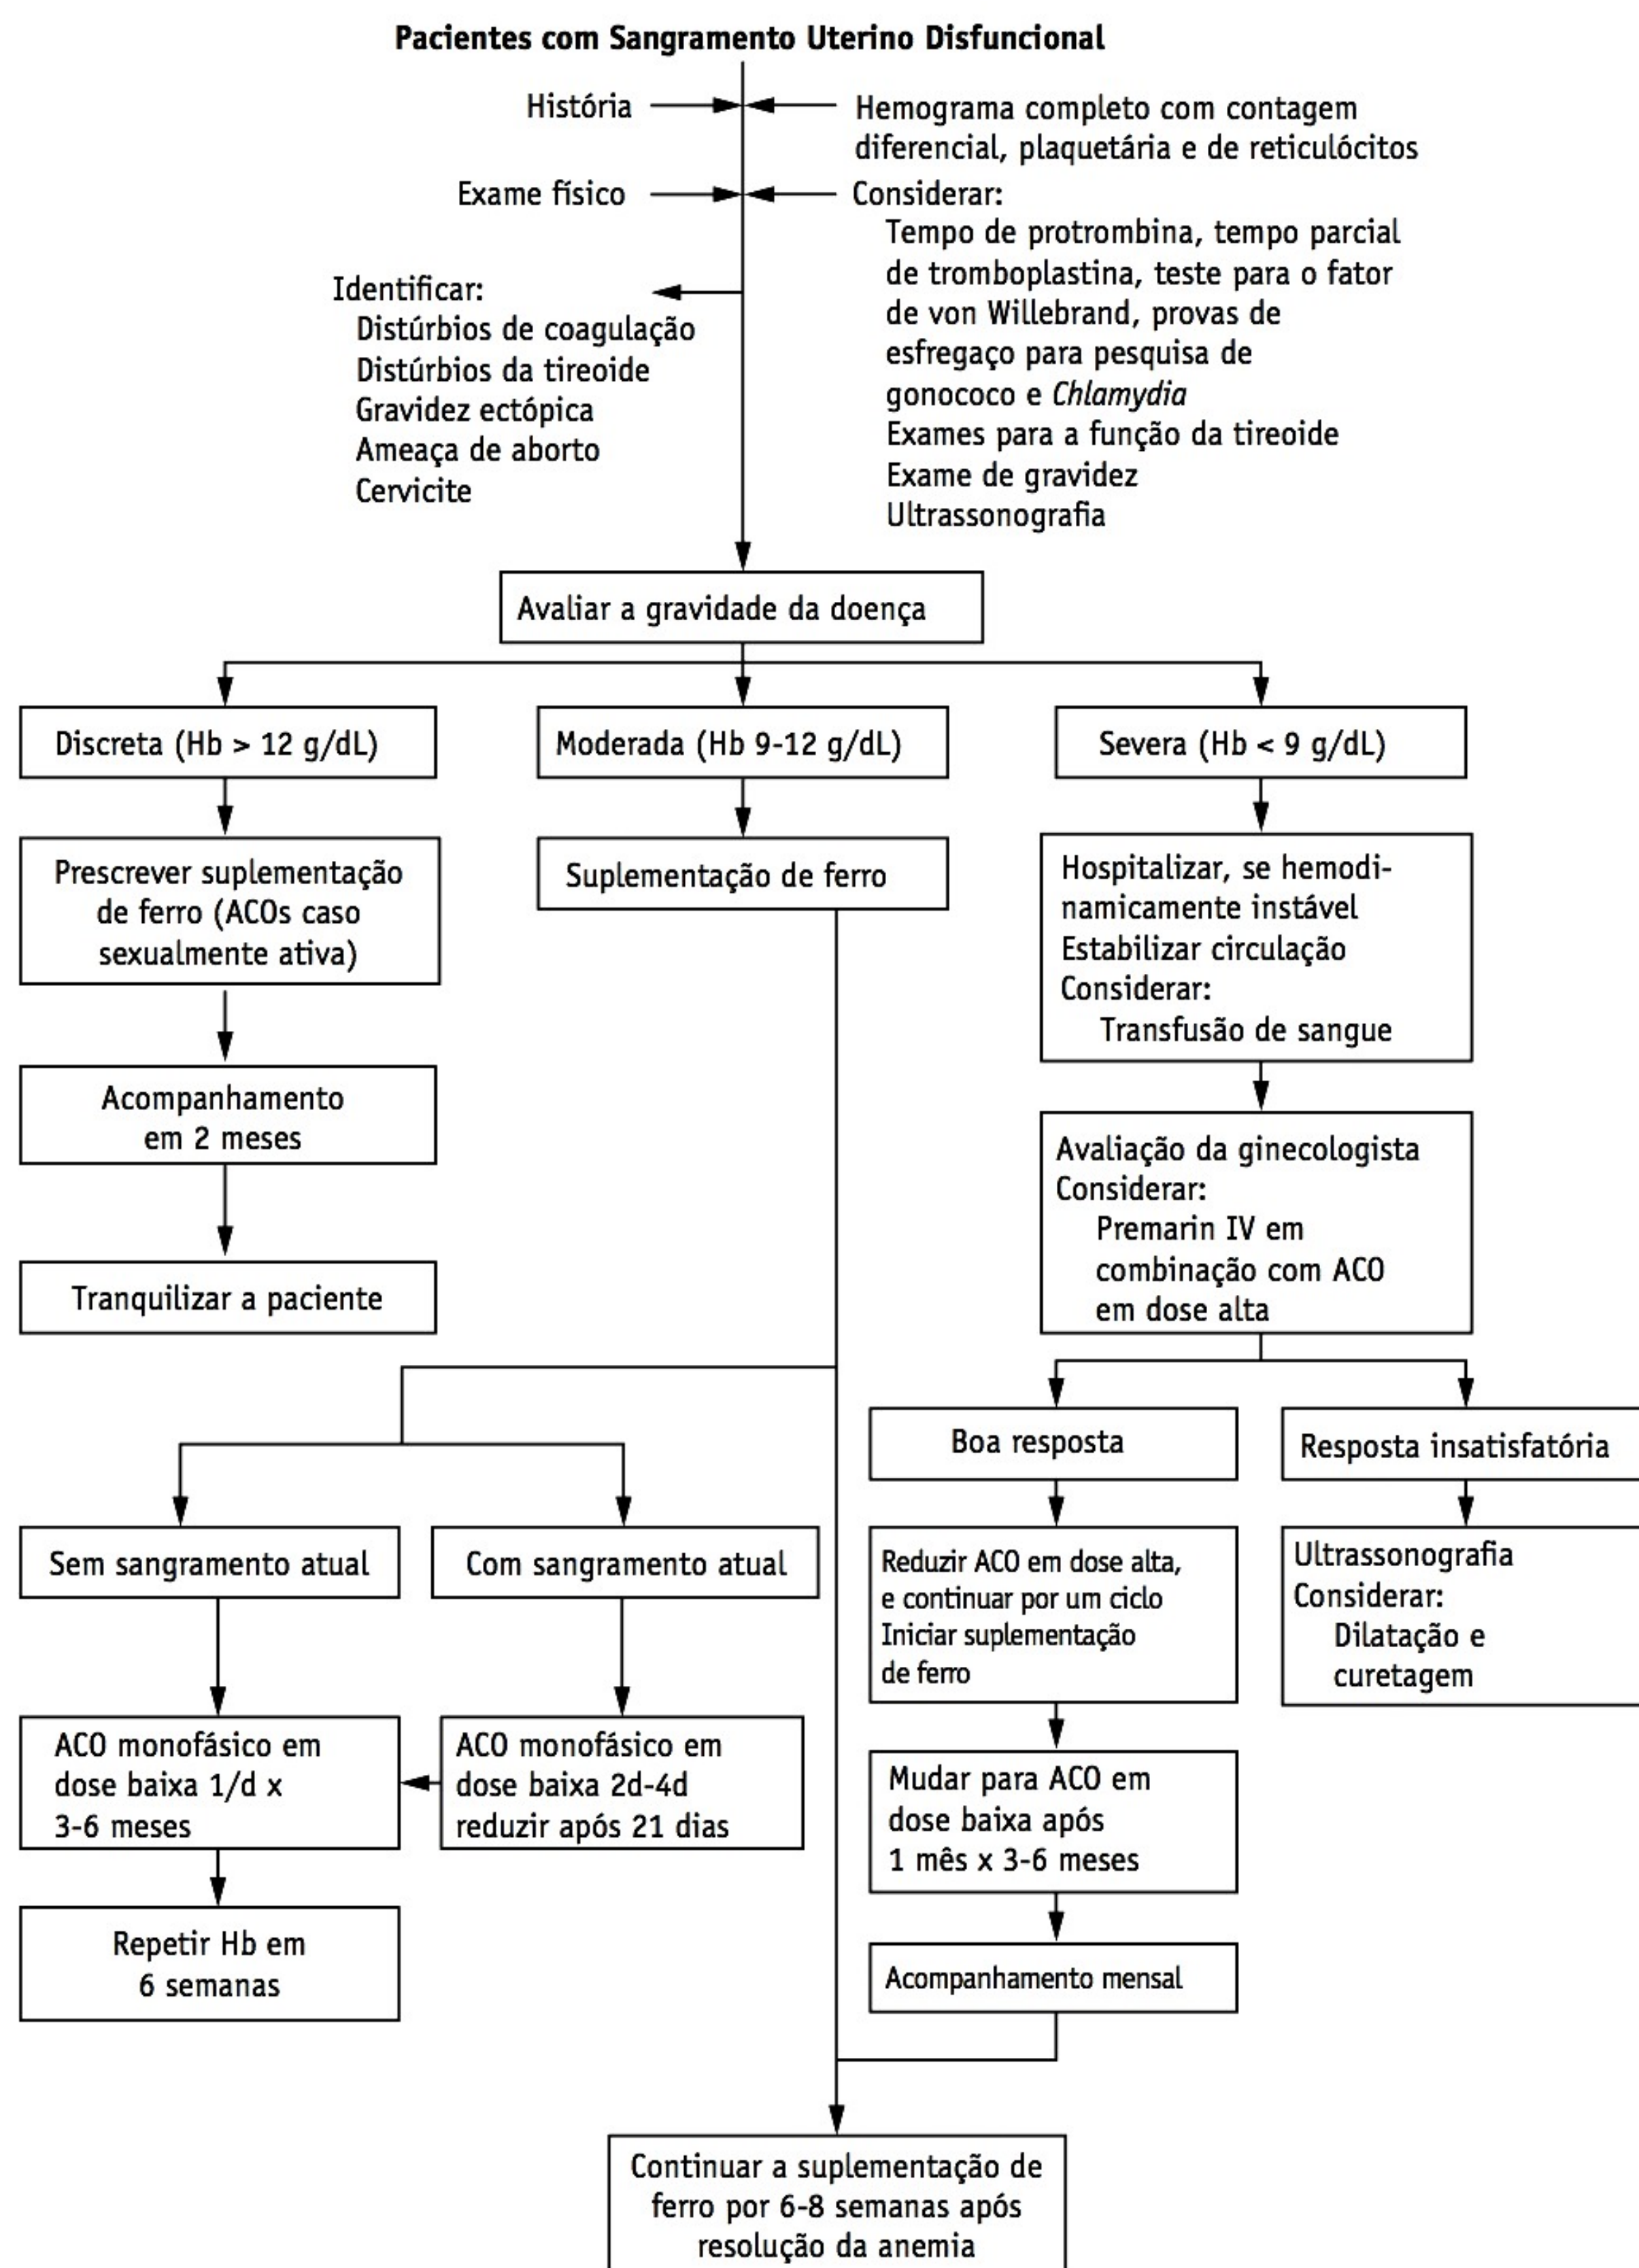 Pacientes com Sangramento Uterino Disfuncional
História
Hemograma completo com contagem
diferencial, plaquetária e de reticulócitos
Exame físico
Considerar:
Tempo de protrombina, tempo parcial
de tromboplastina, teste para o fator
de von Willebrand, provas de
esfregaço para pesquisa de
gonococo e Chlamydia
Exames para a função da tireoide
Exame de gravidez
Ultrassonografia
Identificar:
Distúrbios de coagulação
Distúrbios da tireoide
Gravidez ectópica
Ameaça de aborto
Cervicite
Avaliar a gravidade da doença
Discreta (Hb > 12 g/dL)
Moderada (Hb 9-12 g/dL)
Severa (Hb < 9 g/dL)
Prescrever suplementação
de ferro (ACOs caso
sexualmente ativa)
Suplementação de ferro
Hospitalizar, se hemodi-
namicamente instável
Estabilizar circulação
Considerar:
Transfusão de sangue
Acompanhamento
em 2 meses
Avaliação da ginecologista
Considerar:
Premarin IV em
combinação com ACO
em dose alta
Tranquilizar a paciente
Boa resposta
Resposta insatisfatória
Sem sangramento atual
Com sangramento atual
Reduzir ACO em dose alta,
e continuar por um ciclo
Iniciar suplementação
de ferro
Ultrassonografia
Considerar:
Dilatação e
curetagem
ACO monofásico em
dose baixa 1/d x
3-6 meses
ACO monofásico em
dose baixa 2d-4d
reduzir após 21 dias
Mudar para ACO em
dose baixa após
1 mês x 3-6 meses
Repetir Hb em
6 semanas
Acompanhamento mensal
Continuar a suplementação de
ferro por 6-8 semanas após
resolução da anemia